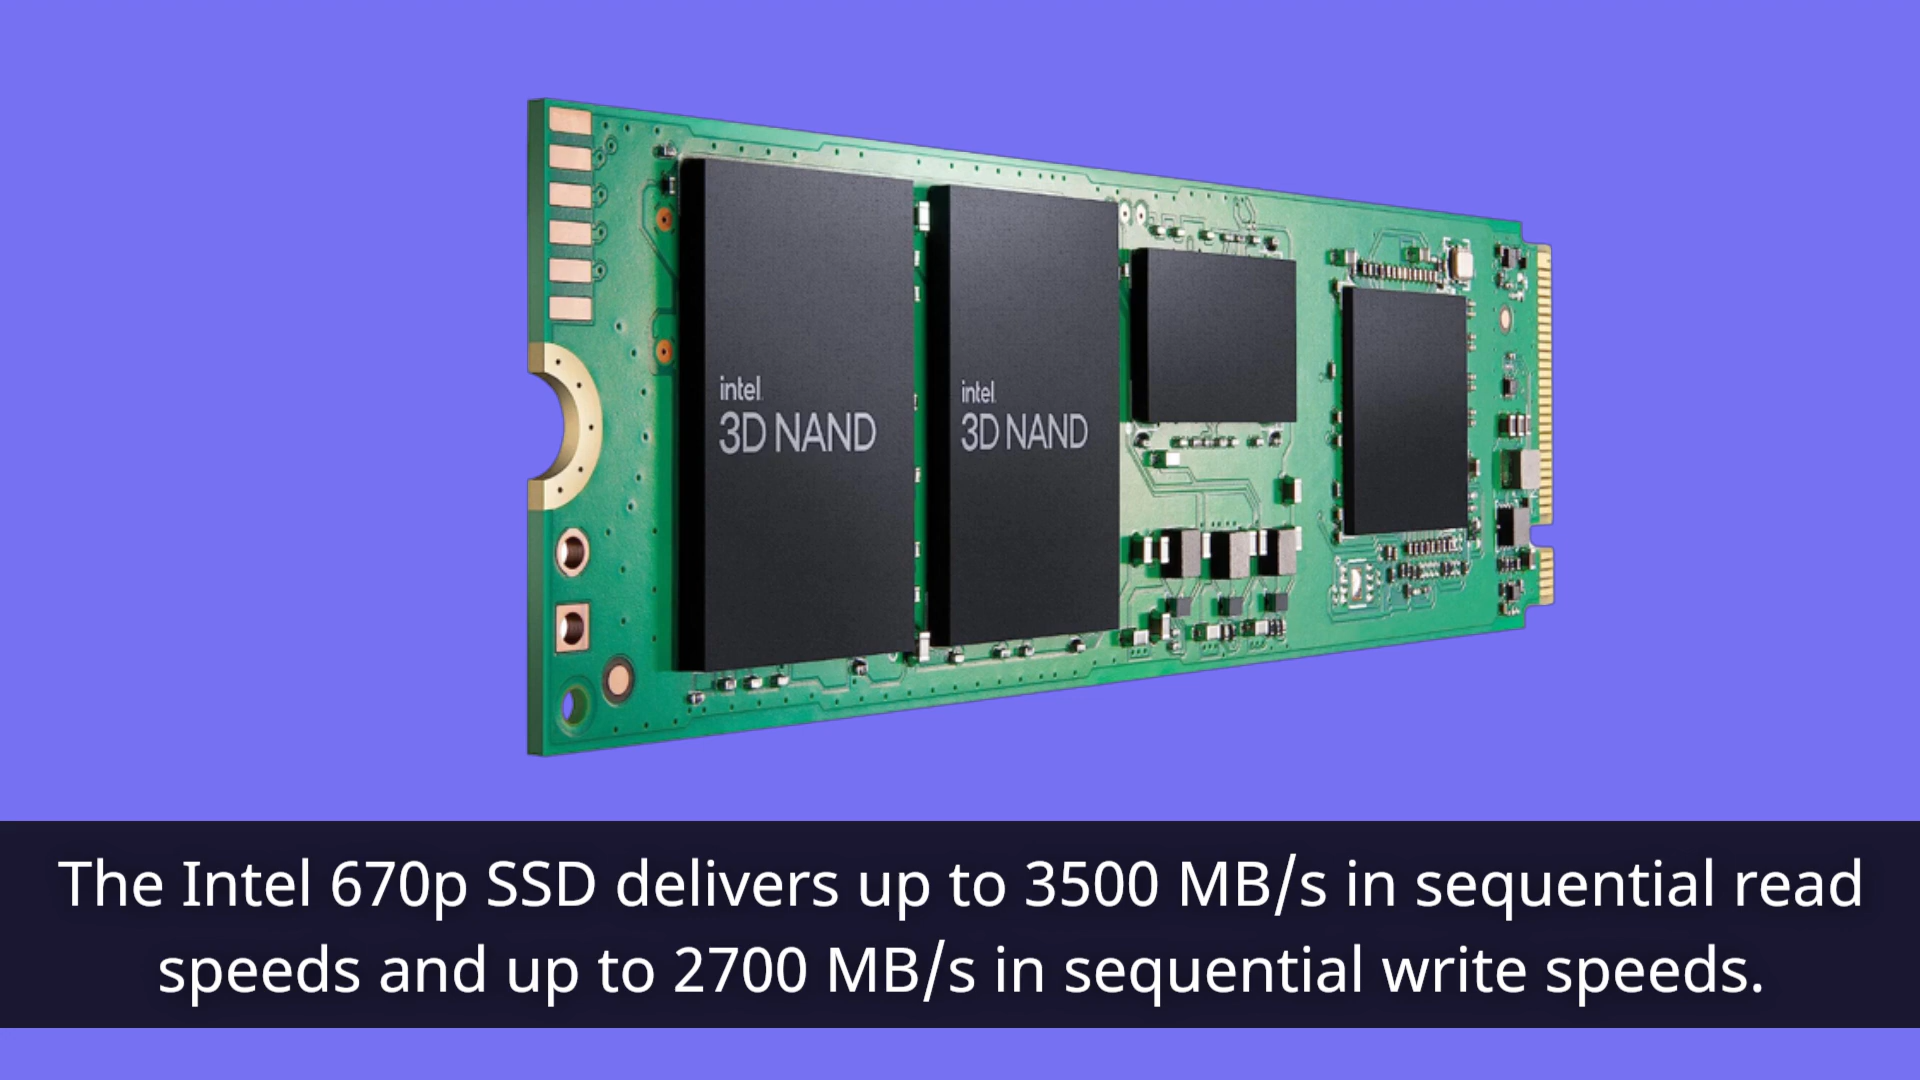 intel
3D NAND
intel
3D NAND
The Intel 670p SSD delivers up to 3500 MB/s in sequential read
speeds and up to 2700 MB/s in sequential write speeds.